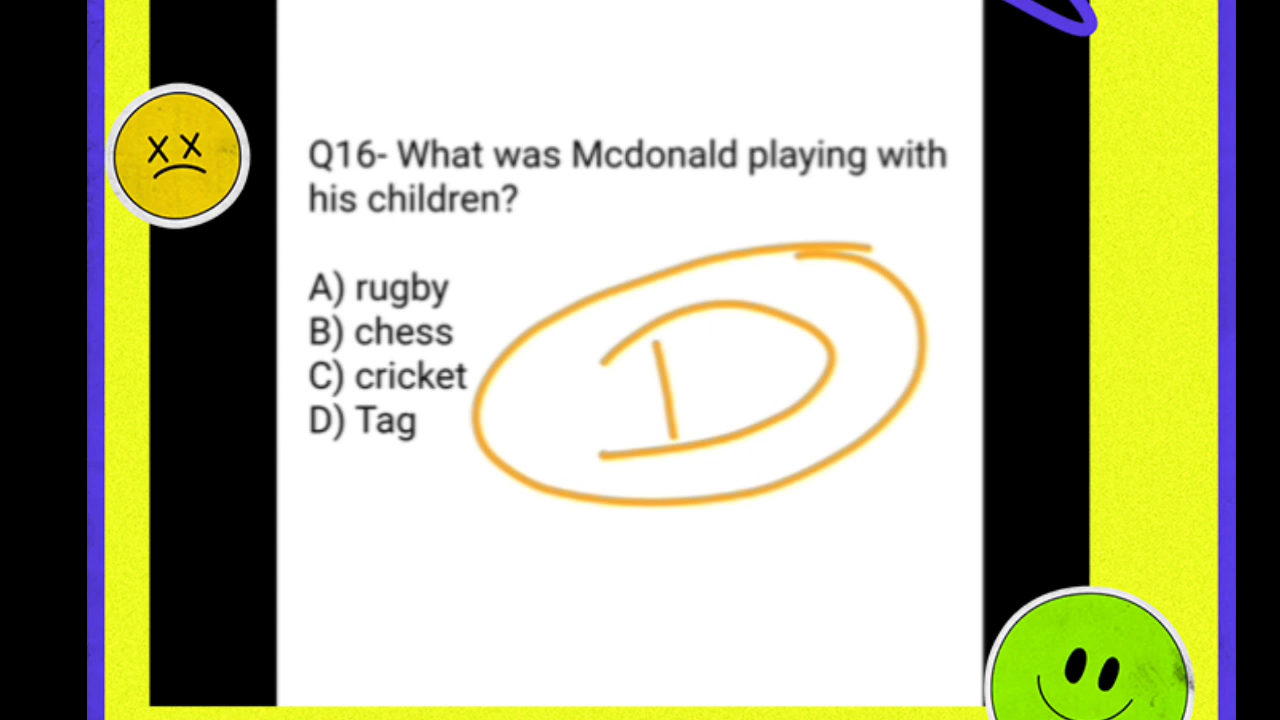 Q16- What was Mcdonald playing with
his children?
A) rugby
B) chess
C) cricket
D) Tag
D